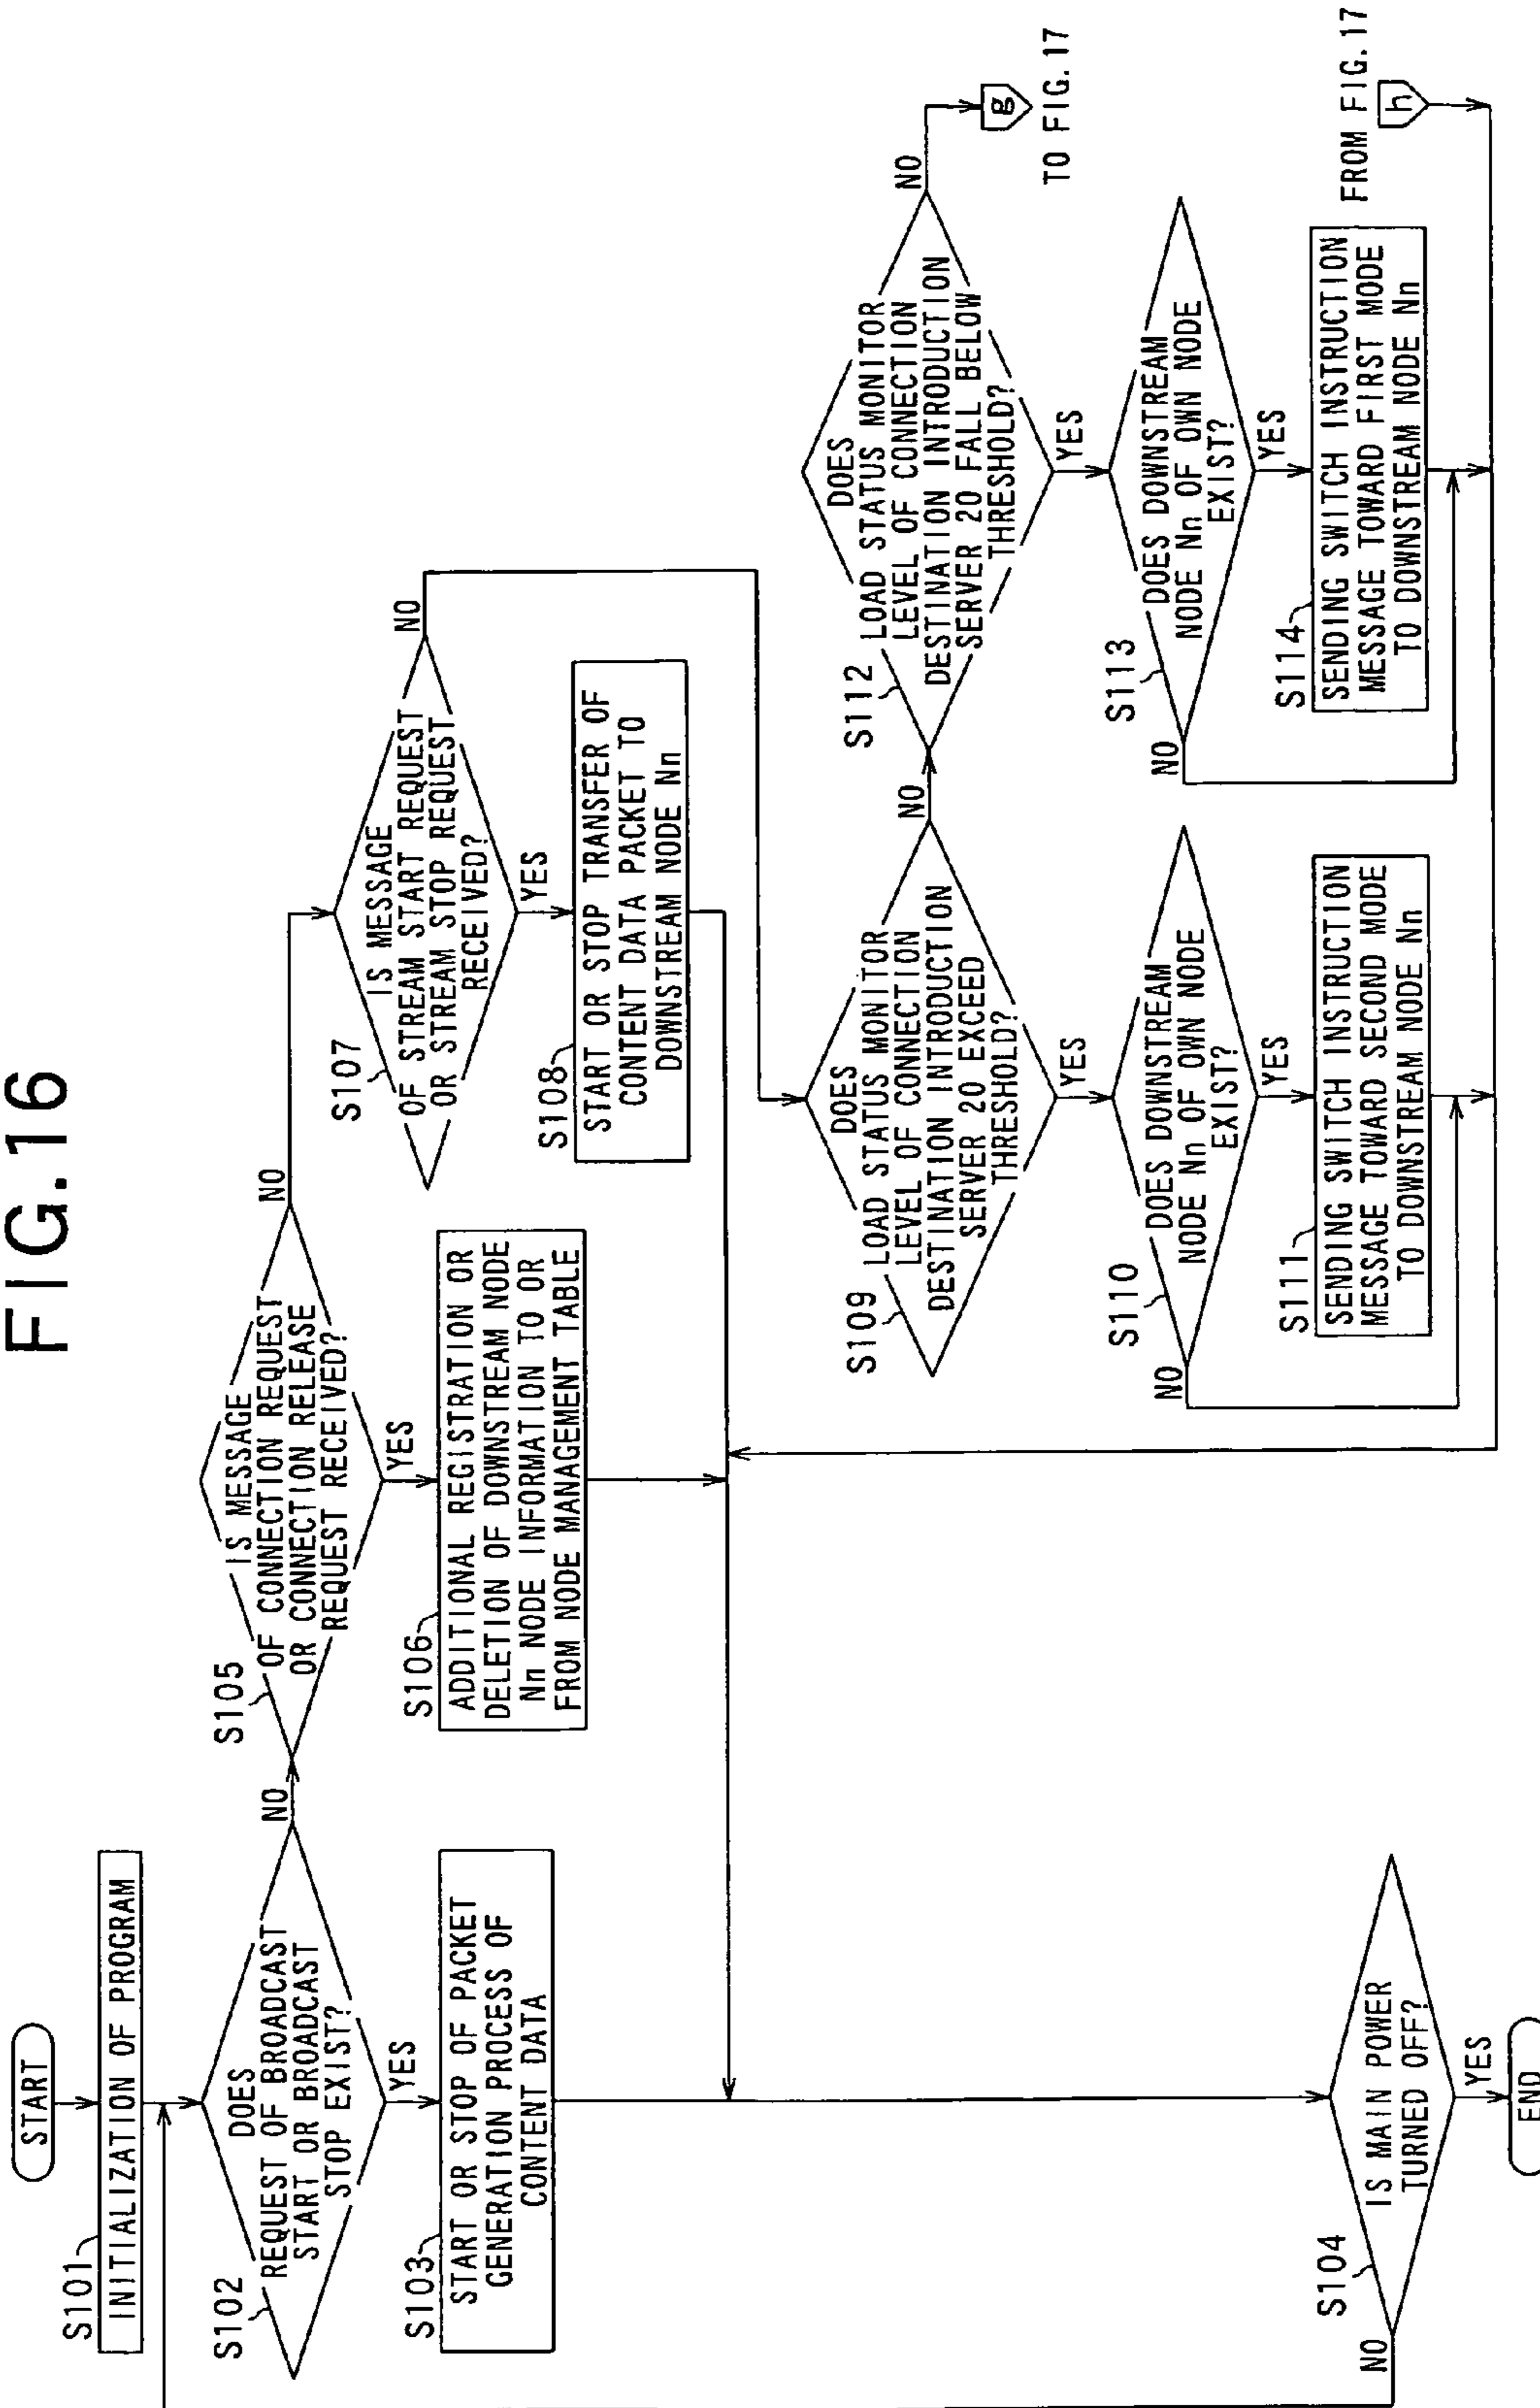 FIG.16
START
S101
INITIALIZATION OF PROGRAM
S102
DOES
REQUEST OF BROADCAST
START OR BROADCAST
STOP EXIST?
NO
YES
S103
START OR STOP OF PACKET
GENERATION PROCESS OF
CONTENT DATA
S104
IS MAIN POWER
TURNED OFF?
NO
YES
END
S105
IS MESSAGE
OF CONNECTION REQUEST
OR CONNECTION RELEASE
REQUEST RECEIVED?
NO
YES
S106
ADDITIONAL REGISTRATION OR
DELETION OF DOWNSTREAM NODE
Nn NODE INFORMATION TO OR
FROM NODE MANAGEMENT TABLE
S107
IS MESSAGE
OF STREAM START REQUEST
OR STREAM STOP REQUEST
RECEIVED?
NO
YES
S108
START OR STOP TRANSFER OF
CONTENT DATA PACKET TO
DOWNSTREAM NODE Nn
S109
DOES
LOAD STATUS MONITOR
LEVEL OF CONNECTION
DESTINATION INTRODUCTION
SERVER 20 EXCEED
THRESHOLD?
NO
YES
S110
DOES DOWNSTREAM
NODE Nn OF OWN NODE
EXIST?
NO
YES
S111
SENDING SWITCH INSTRUCTION
MESSAGE TOWARD SECOND MODE
TO DOWNSTREAM NODE Nn
S112
DOES
LOAD STATUS MONITOR
LEVEL OF CONNECTION
DESTINATION INTRODUCTION
SERVER 20 FALL BELOW
THRESHOLD?
NO
YES
g
TO FIG.17
S113
DOES DOWNSTREAM
NODE Nn OF OWN NODE
EXIST?
NO
YES
S114
SENDING SWITCH INSTRUCTION
MESSAGE TOWARD FIRST MODE
TO DOWNSTREAM NODE Nn
FROM FIG.17
h